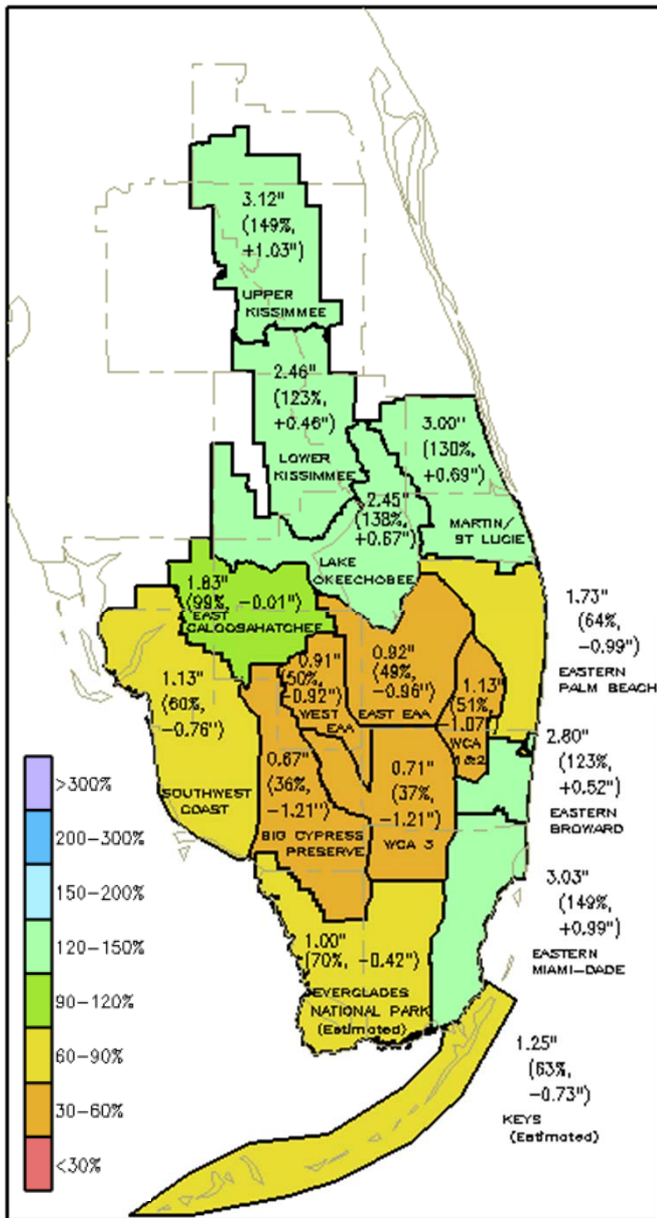 3.12"
(149%,
+1.03")
UPPER
KISSIMMEE
2.46"
(123%,
+0.46")
LOWER
KISSIMMEE
3.00"
(130%,
+0.69")
MARTIN/
ST LUCIE
2.45"
(138%,
+0.67")
LAKE
OKEECHOBEE
1.83"
(99%, -0.01")
EAST
CALOOSAHATCHEE
1.73"
(64%,
-0.99")
EASTERN
PALM BEACH
1.13"
(60%,
-0.76")
SOUTHWEST
COAST
0.91"
(50%,
-0.92")
WEST
EAA
0.92"
(49%,
-0.96")
EAST EAA
1.13"
(51%,
-1.07"
WCA
1&2
2.80"
(123%,
+0.52")
EASTERN
BROWARD
0.67"
(36%,
-1.21"
BIG CYPRESS
PRESERVE
0.71"
(37%,
-1.21")
WCA 3
3.03"
(149%,
+0.99")
EASTERN
MIAMI-DADE
1.00"
(70%, -0.42")
EVERGLADES
NATIONAL PARK
(Estimated)
1.25"
(63%,
-0.73")
KEYS
(Estimated)
>300%
200-300%
150-200%
120-150%
90-120%
60-90%
30-60%
<30%